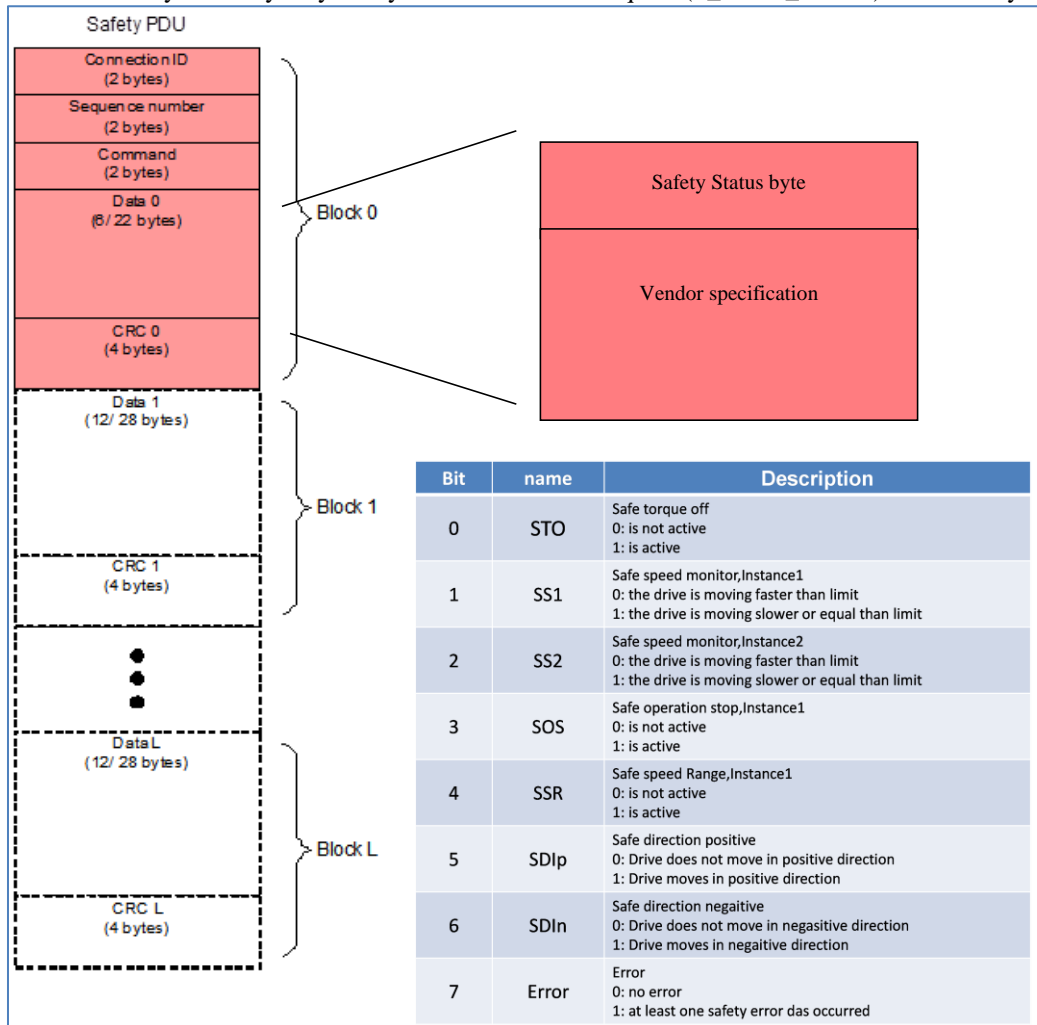 Safety PDU
Connection ID
(2 bytes)
Sequence number
(2 bytes)
Command
(2 bytes)
Data 0
(6/ 22 bytes)
CRC 0
(4 bytes)
Block 0
Data 1
(12/ 28 bytes)
CRC 1
(4 bytes)
Block 1
Data L
(12/ 28 bytes)
CRC L
(4 bytes)
Block L
Safety Status byte
Vendor specification
Bit name Description
0 STO Safe torque off
0: is not active
1: is active
1 SS1 Safe speed monitor,Instance1
0: the drive is moving faster than limit
1: the drive is moving slower or equal than limit
2 SS2 Safe speed monitor,Instance2
0: the drive is moving faster than limit
1: the drive is moving slower or equal than limit
3 SOS Safe operation stop,Instance1
0: is not active
1: is active
4 SSR Safe speed Range,Instance1
0: is not active
1: is active
5 SDIp Safe direction positive
0: Drive does not move in positive direction
1: Drive moves in positive direction
6 SDIn Safe direction negaitive
0: Drive does not move in negasitive direction
1: Drive moves in negaitive direction
7 Error Error
0: no error
1: at least one safety error das occurred